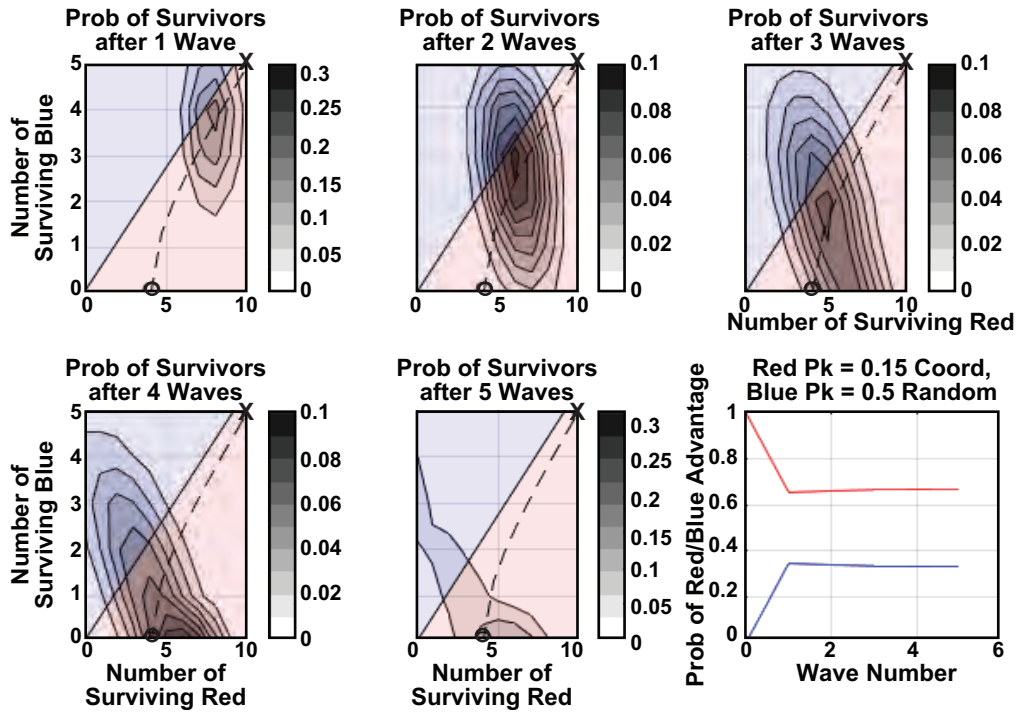 Prob of Survivors
after 1 Wave
Prob of Survivors
after 2 Waves
Prob of Survivors
after 3 Waves
Number of
Surviving Blue
5
4
3
2
1
0
0 5 10
X
0.3
0.25
0.2
0.15
0.1
0.05
0
0 5 10
X
0.1
0.08
0.06
0.04
0.02
0
0 5 10
X
0.1
0.08
0.06
0.04
0.02
0
Number of Surviving Red
Prob of Survivors
after 4 Waves
Prob of Survivors
after 5 Waves
Red Pk = 0.15 Coord,
Blue Pk = 0.5 Random
Number of
Surviving Blue
5
4
3
2
1
0
0 5 10
X
0.1
0.08
0.06
0.04
0.02
0
Number of
Surviving Red
0 5 10
X
0.3
0.25
0.2
0.15
0.1
0.05
0
Number of
Surviving Red
Prob of Red/Blue Advantage
1
0.8
0.6
0.4
0.2
0
0 2 4 6
Wave Number